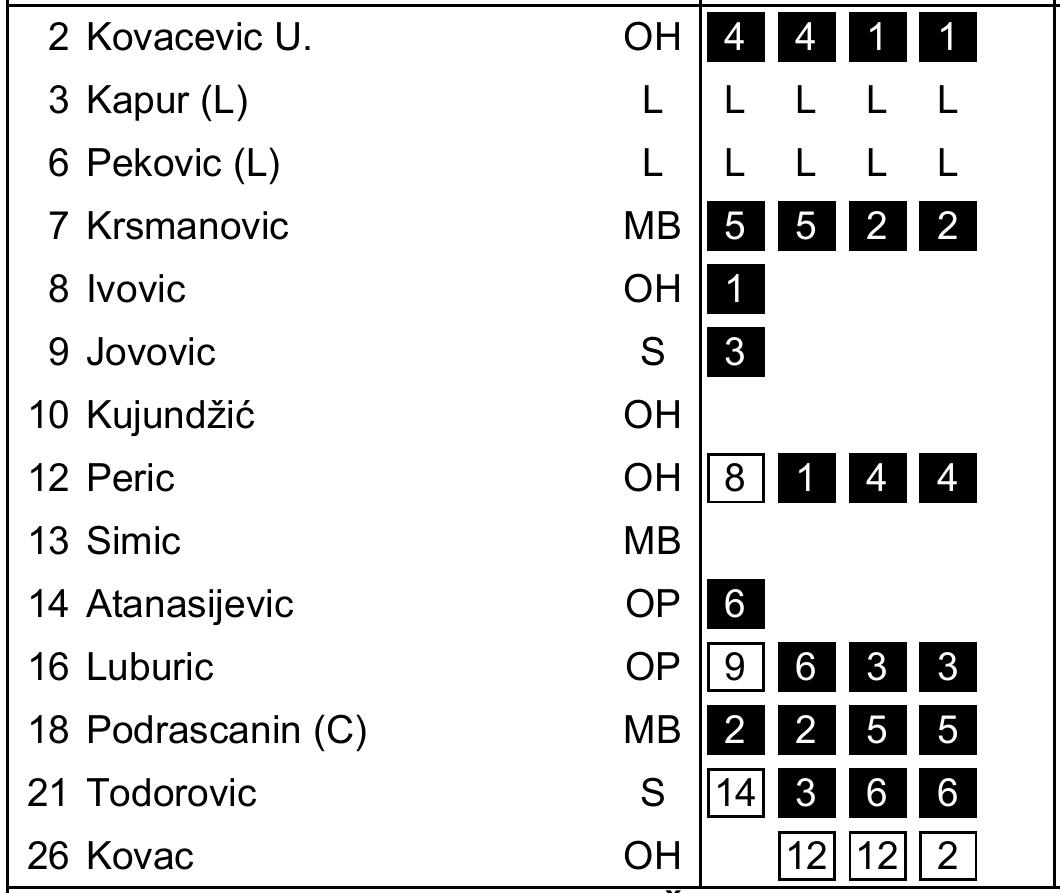 2 Kovacevic U. OH 4 4 1 1
3 Kapur (L) L L L L L
6 Pekovic (L) L L L L L
7 Krsmanovic MB 5 5 2 2
8 Ivovic OH 1
9 Jovovic S 3
10 Kujundžić OH
12 Peric OH 8 1 4 4
13 Simic MB
14 Atanasijevic OP 6
16 Luburic OP 9 6 3 3
18 Podrascanin (C) MB 2 2 5 5
21 Todorovic S 14 3 6 6
26 Kovac OH 12 12 2